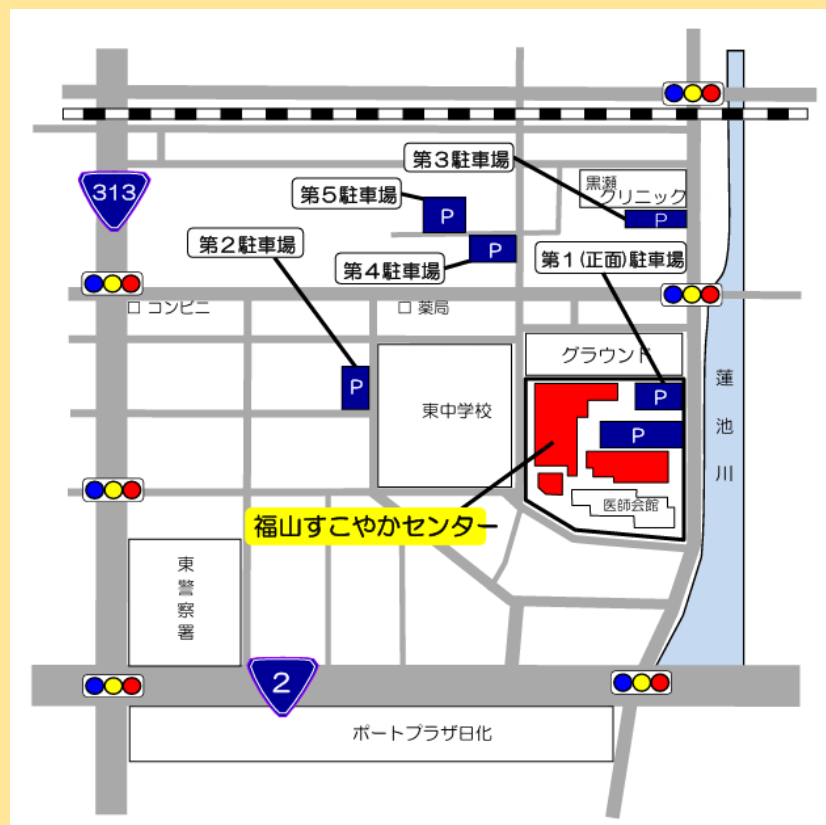 第3駐車場
黒瀬
クリニック
313
第5駐車場
P
P
第2駐車場
P
第4駐車場
第1(正面)駐車場
□ コンビニ
□ 薬局
グラウンド
P
P
東中学校
P
蓮池川
医師会館
福山すこやかセンター
東警察署
2
ポートプラザ日化